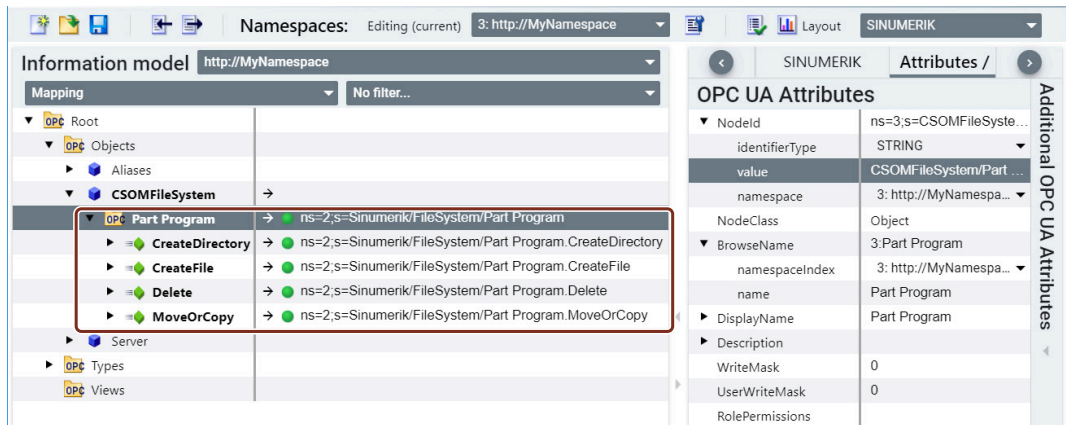 Namespaces: Editing (current) 3: http://MyNamespace Layout SINUMERIK
Information model http://MyNamespace
Mapping No filter...
OPC Root
OPC Objects
Aliases
CSOMFileSystem →
OPC Part Program → ns=2;s=Sinumerik/FileSystem/Part Program
CreateDirectory → ns=2;s=Sinumerik/FileSystem/Part Program.CreateDirectory
CreateFile → ns=2;s=Sinumerik/FileSystem/Part Program.CreateFile
Delete → ns=2;s=Sinumerik/FileSystem/Part Program.Delete
MoveOrCopy → ns=2;s=Sinumerik/FileSystem/Part Program.MoveOrCopy
Server
OPC Types
OPC Views
SINUMERIK Attributes /
OPC UA Attributes
NodeId ns=3;s=CSOMFileSyste...
identifierType STRING
value CSOMFileSystem/Part ...
namespace 3: http://MyNamespa...
NodeClass Object
BrowseName 3:Part Program
namespaceIndex 3: http://MyNamespa...
name Part Program
DisplayName Part Program
Description
WriteMask 0
UserWriteMask 0
RolePermissions
Additional OPC UA Attributes